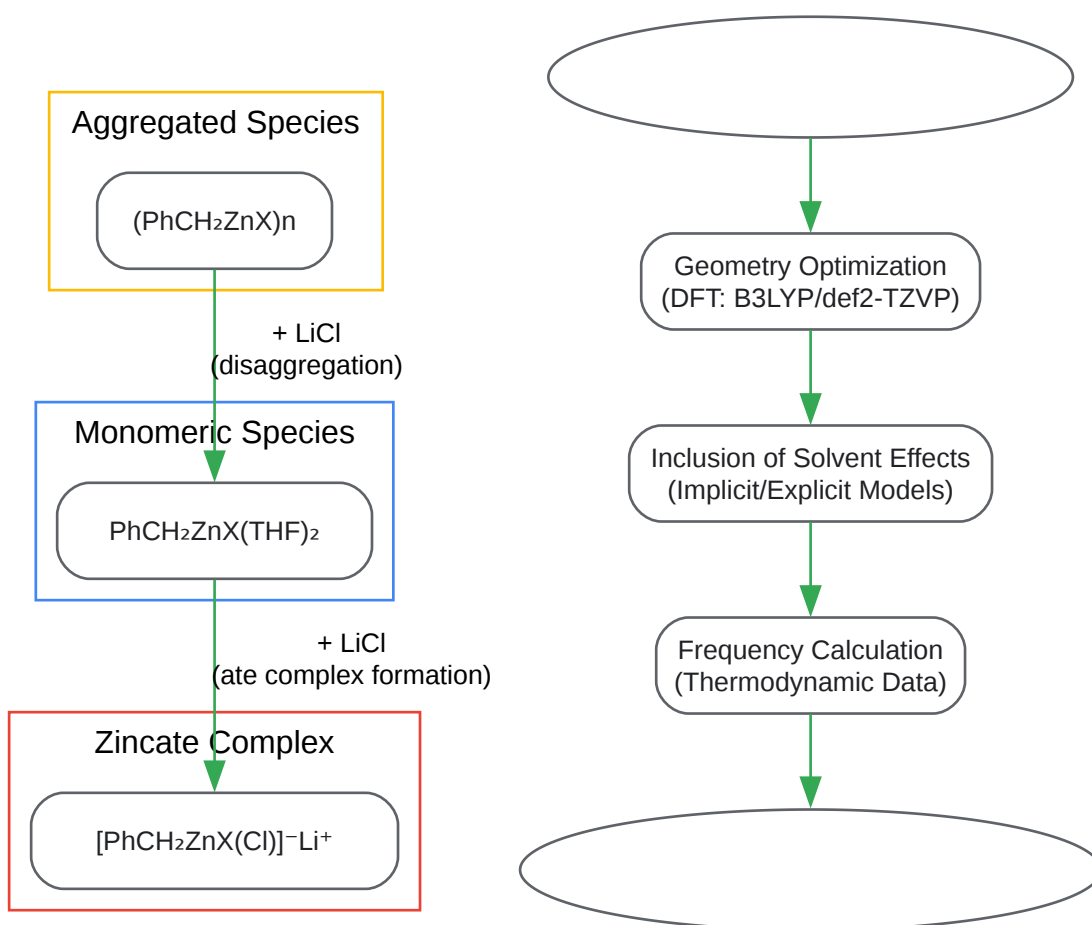 Aggregated Species
(PhCH₂ZnX)n
+ LiCl
(disaggregation)
Monomeric Species
PhCH₂ZnX(THF)₂
+ LiCl
(ate complex formation)
Zincate Complex
[PhCH₂ZnX(Cl)]⁻Li⁺
Geometry Optimization
(DFT: B3LYP/def2-TZVP)
Inclusion of Solvent Effects
(Implicit/Explicit Models)
Frequency Calculation
(Thermodynamic Data)